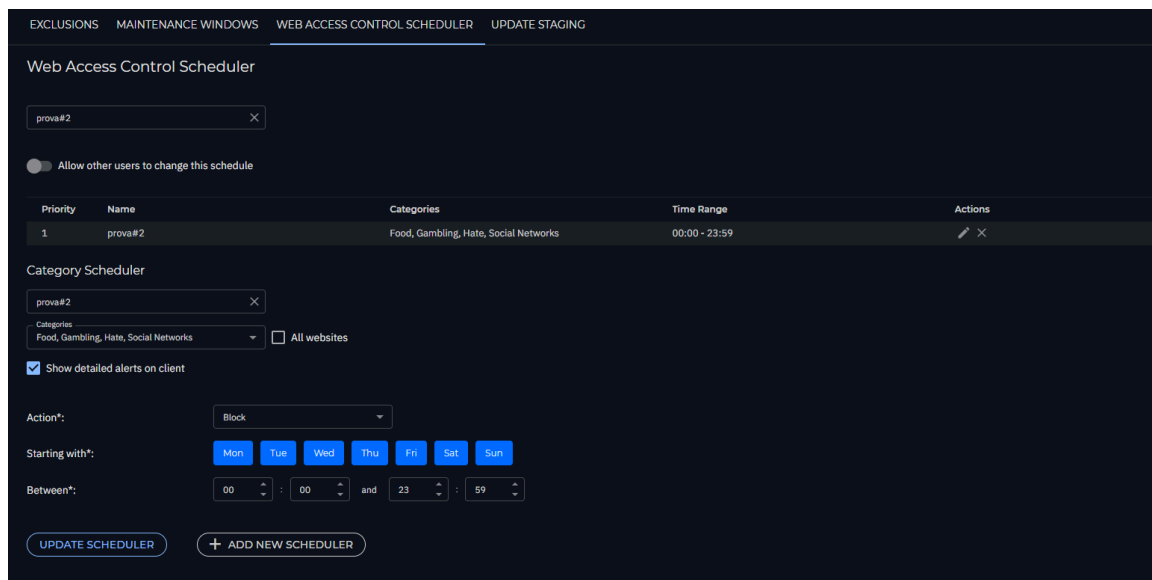 EXCLUSIONS MAINTENANCE WINDOWS WEB ACCESS CONTROL SCHEDULER UPDATE STAGING
Web Access Control Scheduler
prova#2
Allow other users to change this schedule
Priority Name Categories Time Range Actions
1 prova#2 Food, Gambling, Hate, Social Networks 00:00 - 23:59
Category Scheduler
prova#2
Categories
Food, Gambling, Hate, Social Networks All websites
Show detailed alerts on client
Action*: Block
Starting with*: Mon Tue Wed Thu Fri Sat Sun
Between*: 00 : 00 and 23 : 59
UPDATE SCHEDULER + ADD NEW SCHEDULER